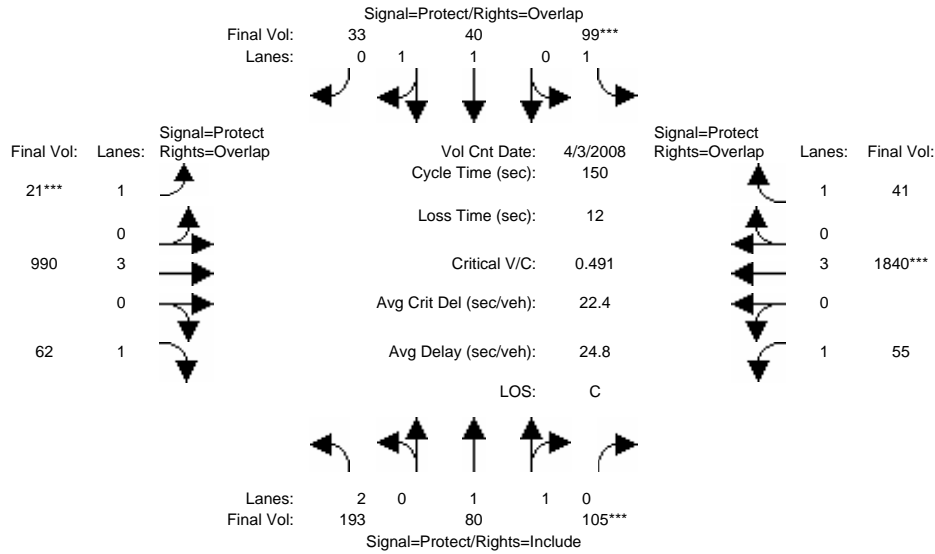 Signal=Protect/Rights=Overlap
Final Vol: 33 40 99***
Lanes: 0 1 1 0 1
Signal=Protect Signal=Protect
Final Vol: Lanes: Rights=Overlap Vol Cnt Date: 4/3/2008 Rights=Overlap Lanes: Final Vol:
Cycle Time (sec): 150
21*** 1 1 41
Loss Time (sec): 12
0 0
990 3 Critical V/C: 0.491 3 1840***
0 Avg Crit Del (sec/veh): 22.4 0
62 1 Avg Delay (sec/veh): 24.8 1 55
LOS: C
Lanes: 2 0 1 1 0
Final Vol: 193 80 105***
Signal=Protect/Rights=Include